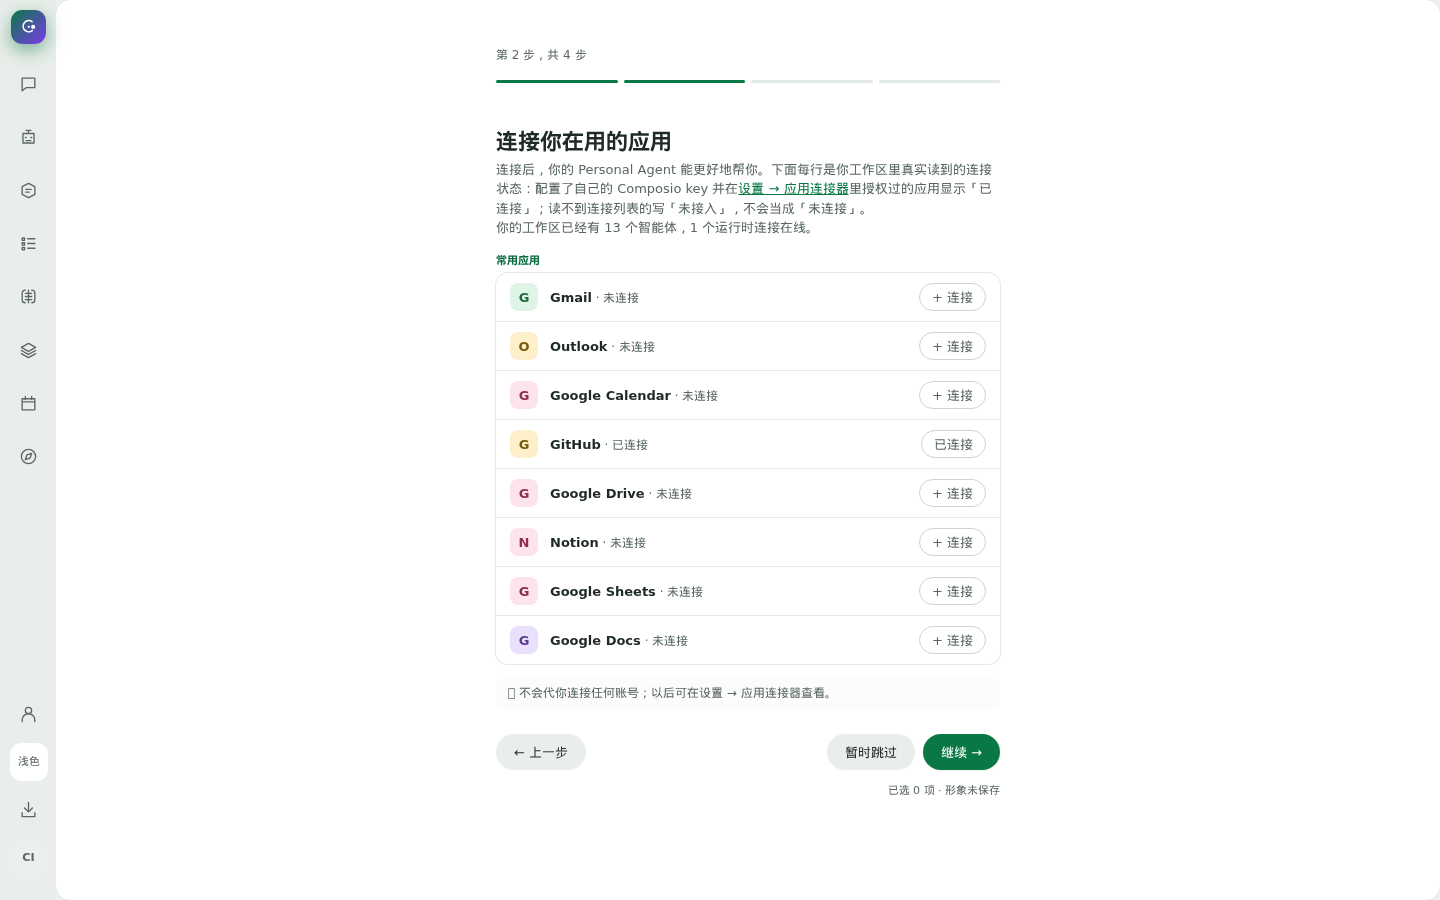 第 2 步，共 4 步
连接你在用的应用
连接后，你的 Personal Agent 能更好地帮你。下面每行是你工作区里真实读到的连接
状态：配置了自己的 Composio key 并在设置 → 应用连接器里授权过的应用显示「已
连接」；读不到连接列表的写「未接入」，不会当成「未连接」。
你的工作区已经有 13 个智能体，1 个运行时连接在线。
常用应用
G Gmail · 未连接 + 连接
O Outlook · 未连接 + 连接
G Google Calendar · 未连接 + 连接
G GitHub · 已连接 已连接
G Google Drive · 未连接 + 连接
N Notion · 未连接 + 连接
G Google Sheets · 未连接 + 连接
G Google Docs · 未连接 + 连接
不会代你连接任何账号；以后可在设置 → 应用连接器查看。
← 上一步 暂时跳过 继续 →
已选 0 项 · 形象未保存
浅色
CI